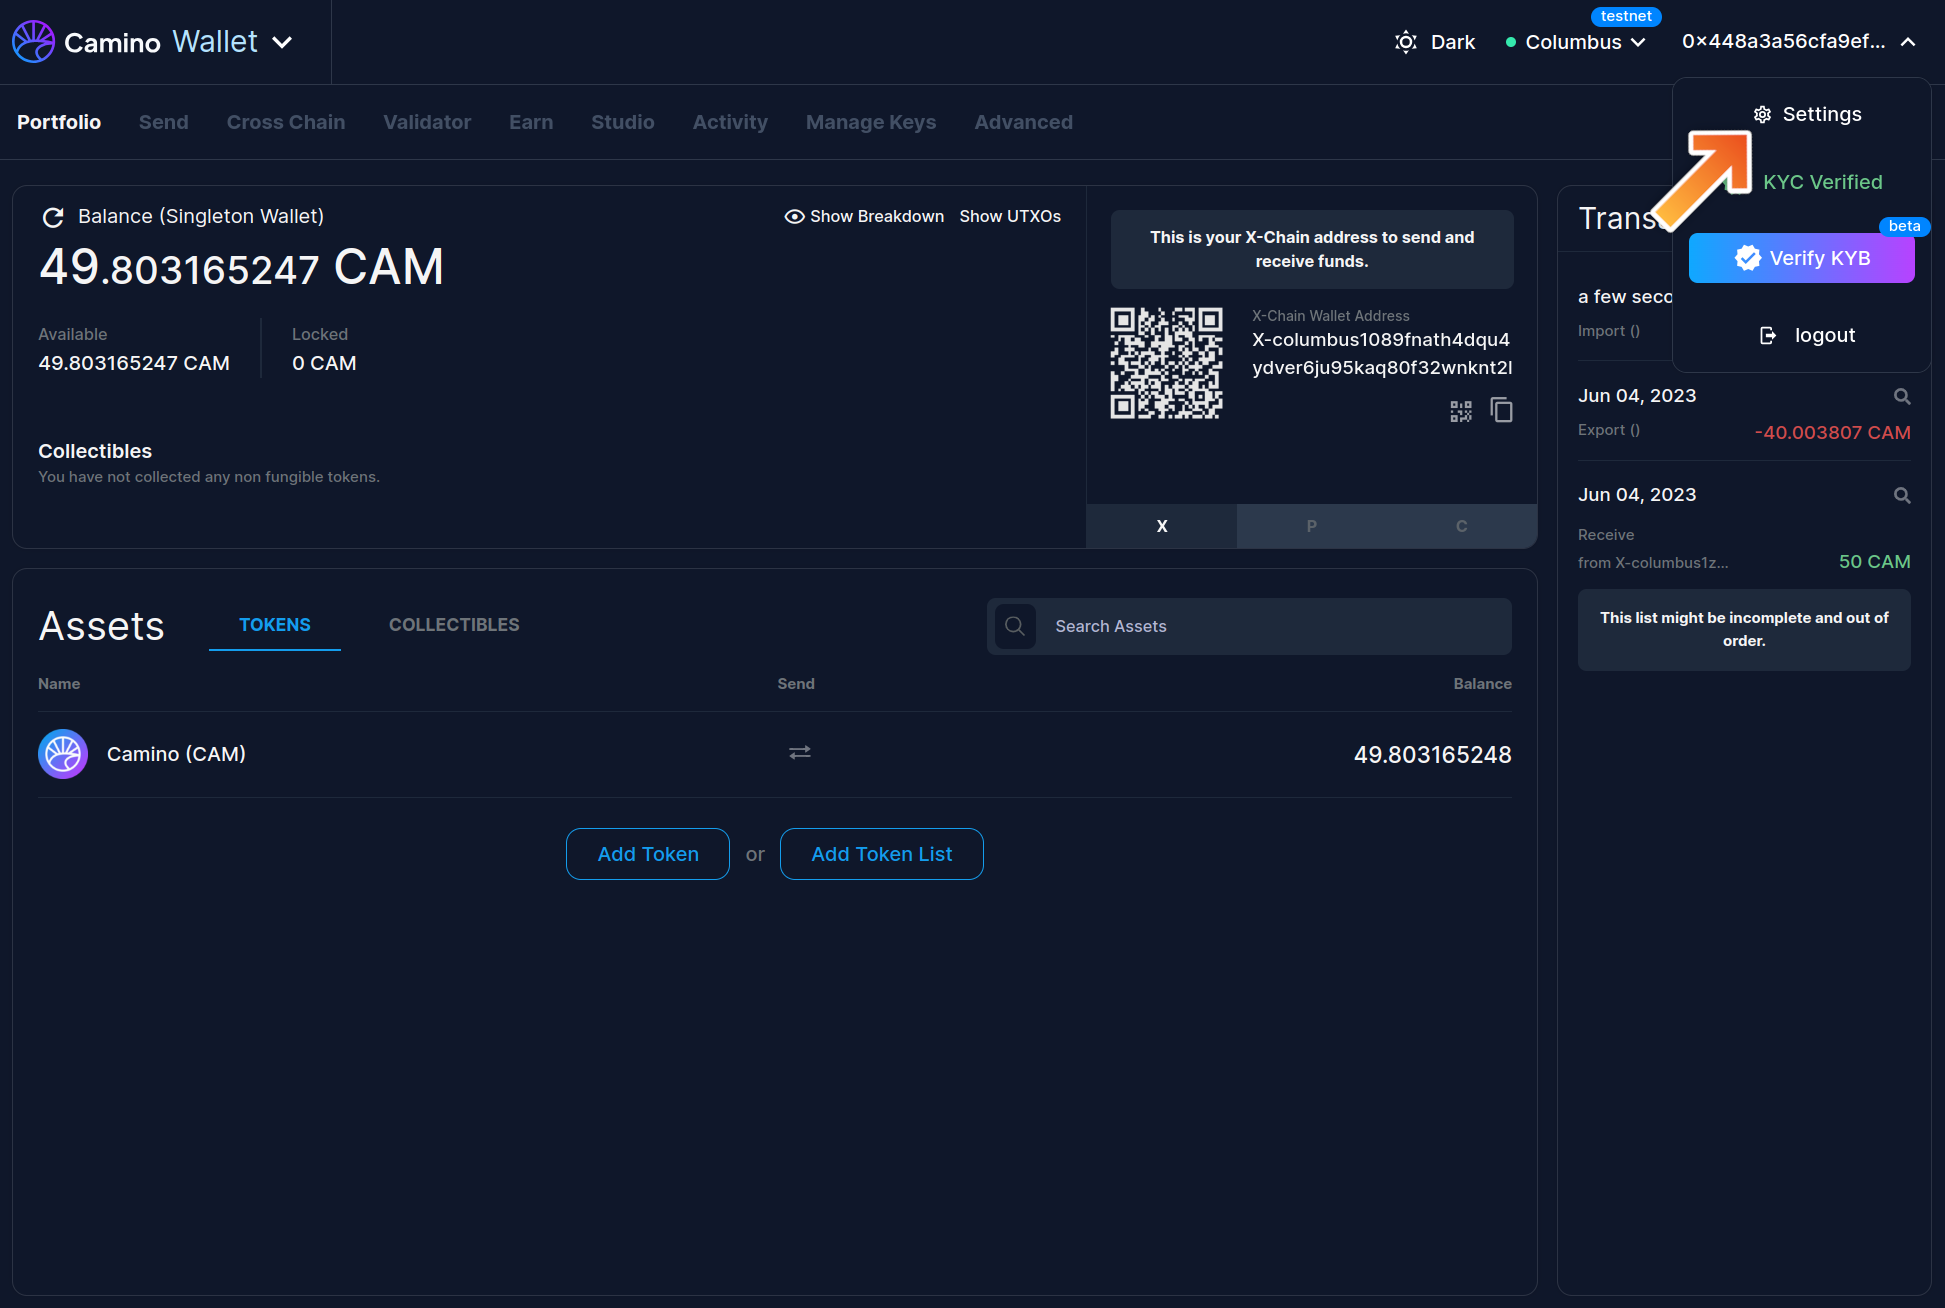 Camino Wallet
Dark
testnet
Columbus
0x448a3a56cfa9ef...
Portfolio
Send
Cross Chain
Validator
Earn
Studio
Activity
Manage Keys
Advanced
Settings
KYC Verified
beta
Verify KYB
logout
Balance (Singleton Wallet)
Show Breakdown
Show UTXOs
49.803165247 CAM
Available
49.803165247 CAM
Locked
0 CAM
Collectibles
You have not collected any non fungible tokens.
This is your X-Chain address to send and
receive funds.
X-Chain Wallet Address
X-columbus1089fnath4dqu4
ydver6ju95kaq80f32wnknt2l
X
P
C
a few
Import ()
Jun 04, 2023
Export ()
-40.003807 CAM
Jun 04, 2023
Receive
from X-columbus1z...
50 CAM
This list might be incomplete and out of
order.
Assets
TOKENS
COLLECTIBLES
Search Assets
Name
Send
Balance
Camino (CAM)
49.803165248
Add Token
or
Add Token List